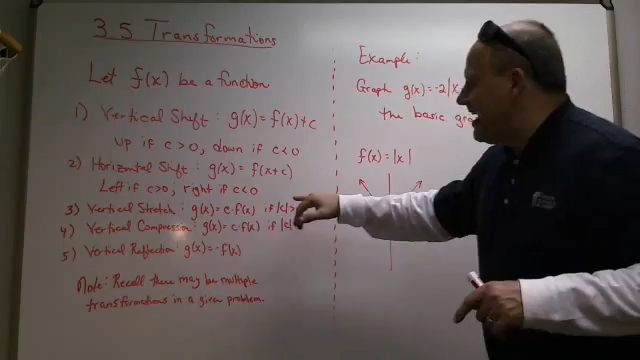 3.5 Transformations
Let f(x) be a function
1) Vertical Shift: g(x) = f(x)+c
up if c>0, down if c<0
2) Horizontal Shift: g(x) = f(x+c)
Left if c>0, right if c<0
3) Vertical Stretch: g(x) = c·f(x) if |c|>
4) Vertical Compression: g(x) = c·f(x) if |c|
5) Vertical Reflection: g(x) = -f(x)
Note: Recall there may be multiple
transformations in a given problem.
Example:
Graph g(x) = -2|x
the basic gra
f(x) = |x|